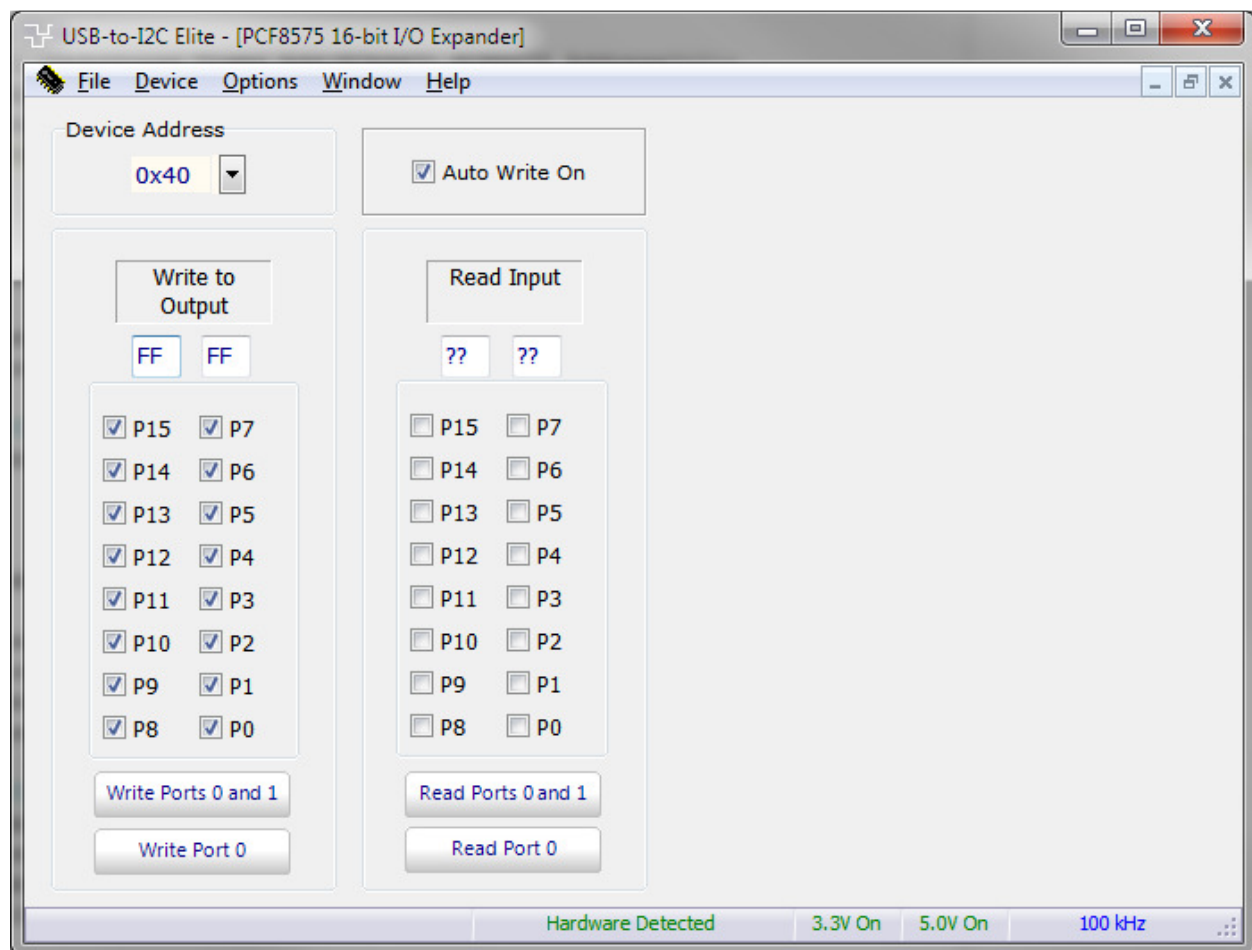 USB-to-I2C Elite - [PCF8575 16-bit I/O Expander]
File Device Options Window Help
Device Address
0x40
Auto Write On
Write to
Output
Read Input
FF FF
?? ??
P15 P7
P14 P6
P13 P5
P12 P4
P11 P3
P10 P2
P9 P1
P8 P0
P15 P7
P14 P6
P13 P5
P12 P4
P11 P3
P10 P2
P9 P1
P8 P0
Write Ports 0 and 1
Write Port 0
Read Ports 0 and 1
Read Port 0
Hardware Detected 3.3V On 5.0V On 100 kHz